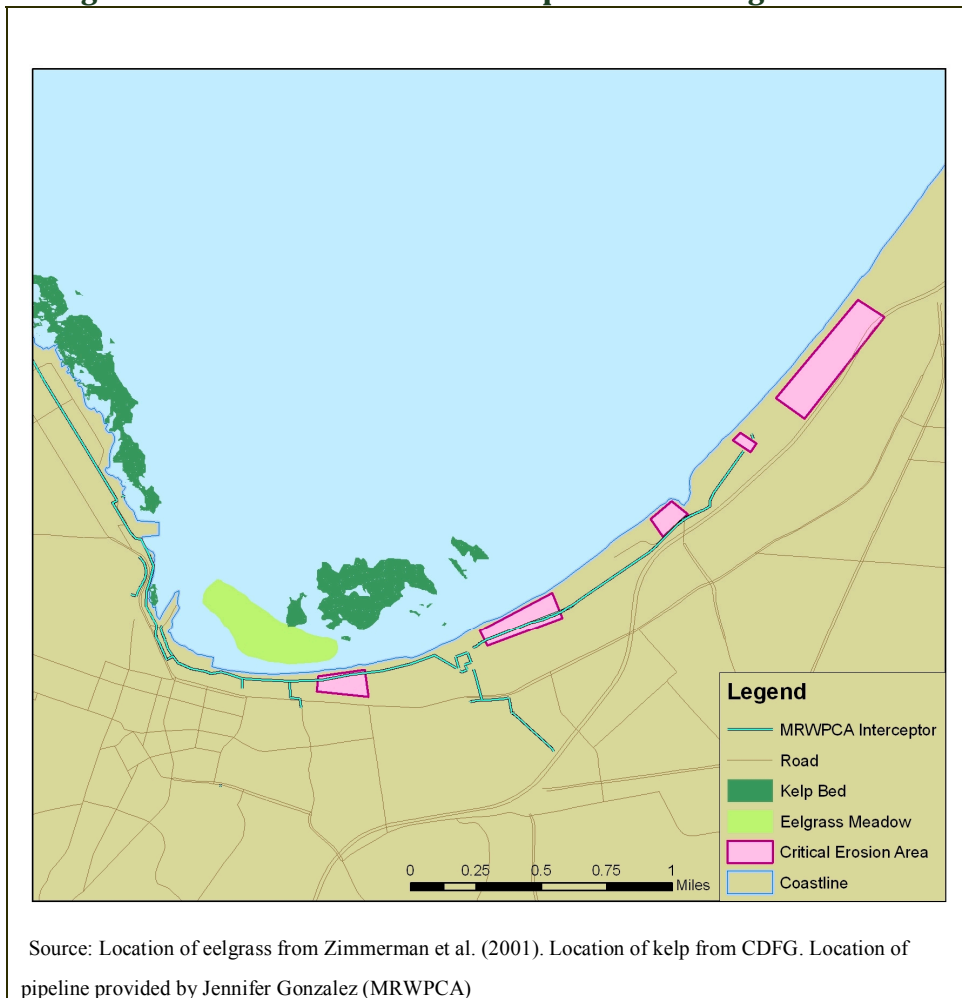 0 0.25 0.5 0.75 1
Miles
Legend
MRWPCA Interceptor
Road
Kelp Bed
Eelgrass Meadow
Critical Erosion Area
Coastline
Source: Location of eelgrass from Zimmerman et al. (2001). Location of kelp from CDFG. Location of
pipeline provided by Jennifer Gonzalez (MRWPCA)